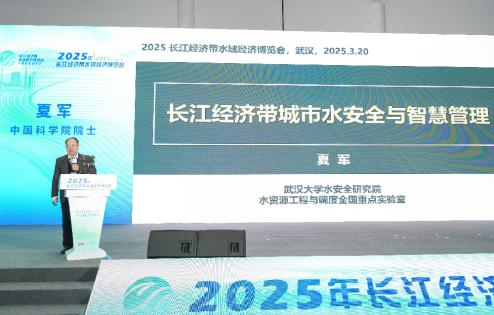 2025年
长江经济带水域经济博览会
夏军
中国科学院院士
2025 长江经济带水域经济博览会，武汉，2025.3.20
长江经济带城市水安全与智慧管理
夏 军
武汉大学水安全研究院
水资源工程与调度全国重点实验室
2025年
2025年长江经济